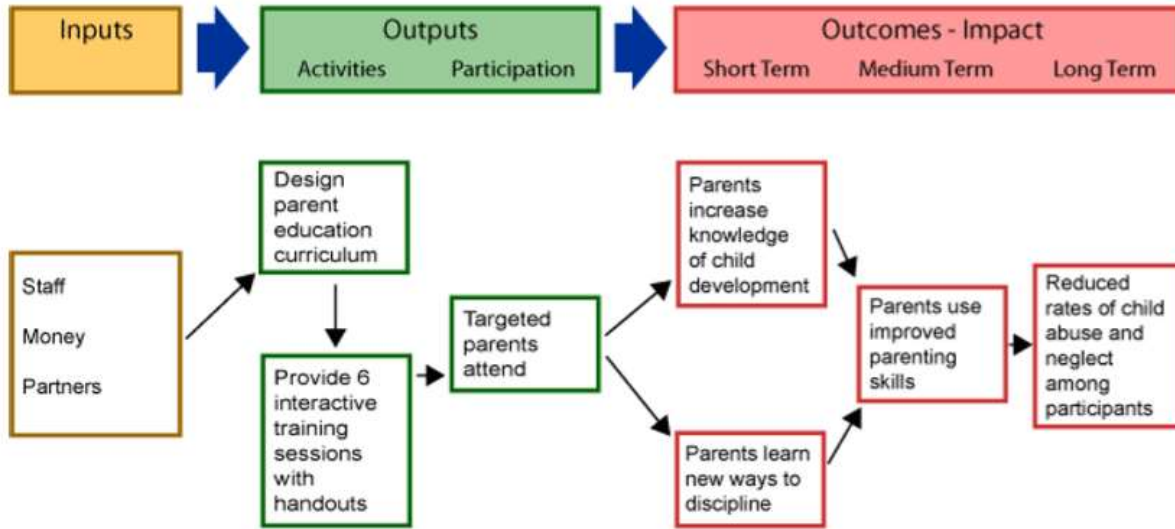 Inputs
Outputs
Activities
Participation
Outcomes - Impact
Short Term
Medium Term
Long Term
Staff
Money
Partners
Design
parent
education
curriculum
Provide 6
interactive
training
sessions
with
handouts
Targeted
parents
attend
Parents
increase
knowledge
of child
development
Parents learn
new ways to
discipline
Parents use
improved
parenting
skills
Reduced
rates of child
abuse and
neglect
among
participants